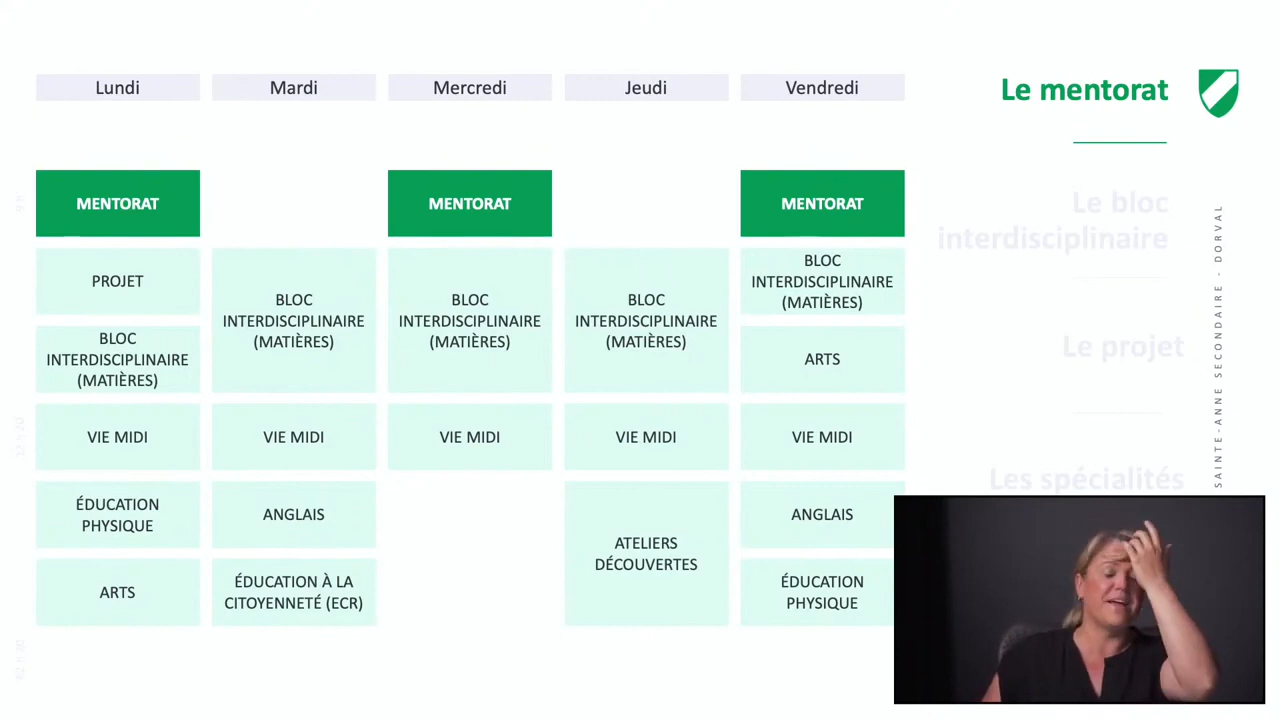 Lundi
Mardi
Mercredi
Jeudi
Vendredi
Le mentorat
MENTORAT
MENTORAT
MENTORAT
Le bloc
interdisciplinaire
PROJET
BLOC
INTERDISCIPLINAIRE
(MATIÈRES)
BLOC
INTERDISCIPLINAIRE
(MATIÈRES)
BLOC
INTERDISCIPLINAIRE
(MATIÈRES)
BLOC
INTERDISCIPLINAIRE
(MATIÈRES)
BLOC
INTERDISCIPLINAIRE
(MATIÈRES)
ARTS
Le projet
VIE MIDI
VIE MIDI
VIE MIDI
VIE MIDI
VIE MIDI
Les spécialités
ÉDUCATION
PHYSIQUE
ANGLAIS
ATELIERS
DÉCOUVERTES
ANGLAIS
ARTS
ÉDUCATION À LA
CITOYENNETÉ (ECR)
ÉDUCATION
PHYSIQUE
SAINTE-ANNE SECONDAIRE - DORVAL